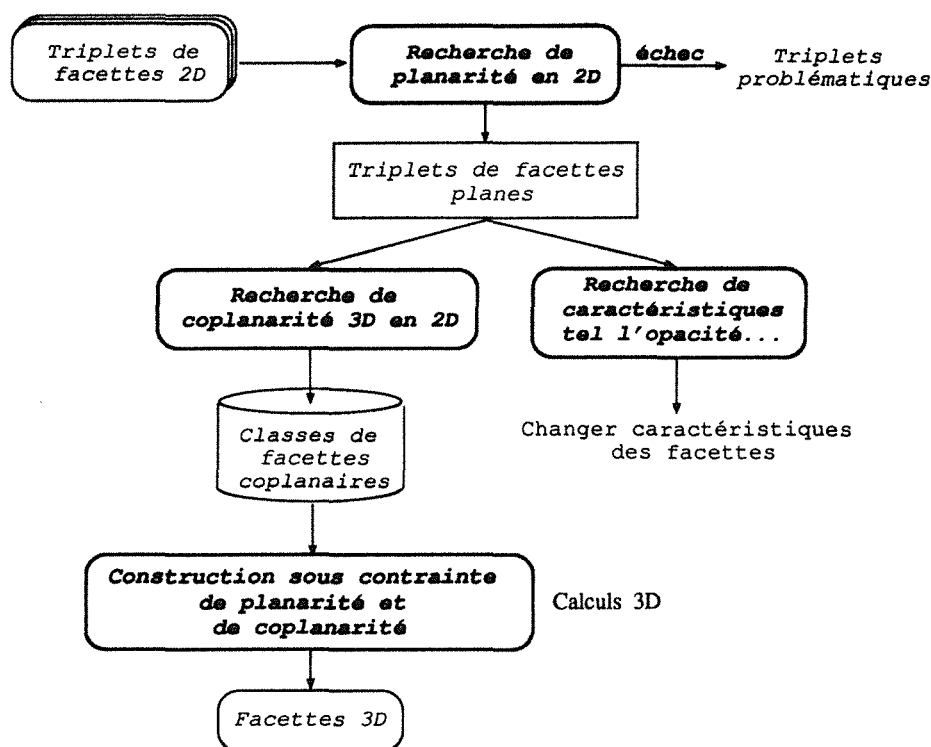 Triplets de
facettes 2D
Recherche de
planarité en 2D
échec
Triplets
problématiques
Triplets de facettes
planes
Recherche de
coplanarité 3D en 2D
Recherche de
caractéristiques
tel l'opacité...
Classes de
facettes
coplanaires
Changer caractéristiques
des facettes
Construction sous contrainte
de planarité et
de coplanarité
Calculs 3D
Facettes 3D